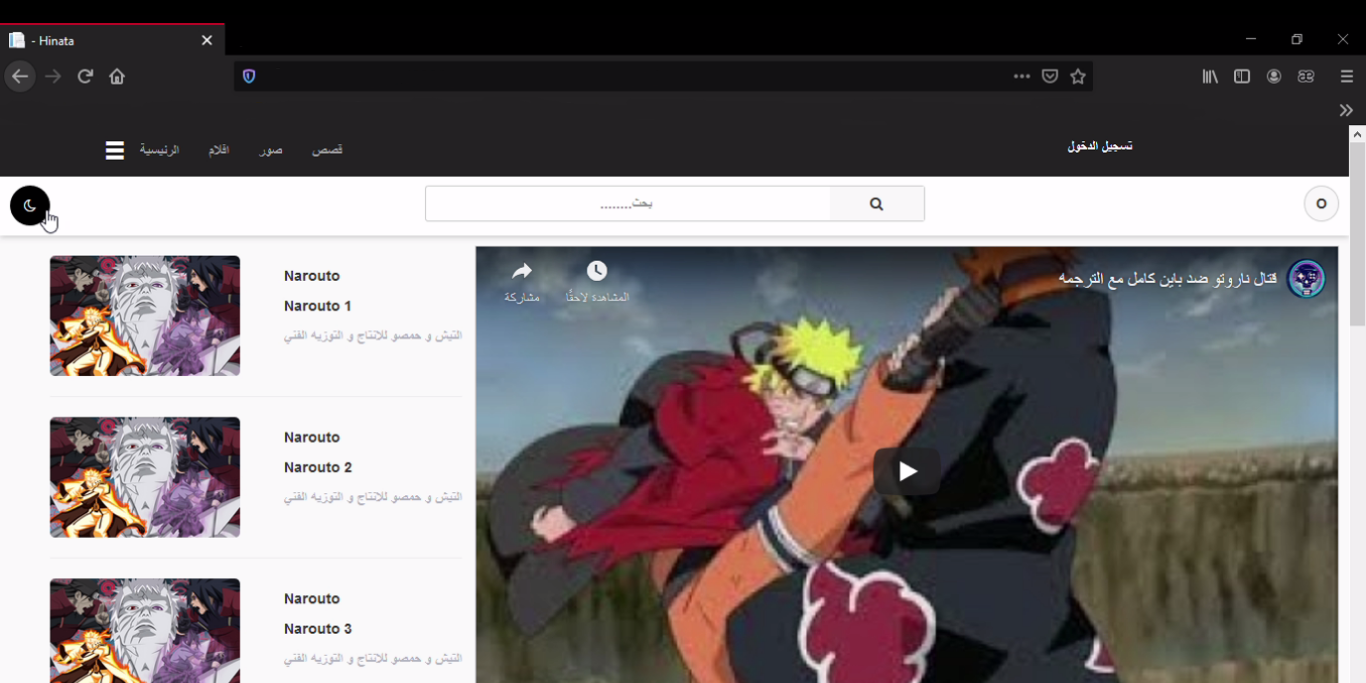 - Hinata
الرئيسية
افلام
صور
قصص
تسجيل الدخول
بحث........
O
Narouto
Narouto 1
التيش و حمصو للانتاج و التوزيه الفني
Narouto
Narouto 2
التيش و حمصو للانتاج و التوزيه الفني
Narouto
Narouto 3
التيش و حمصو للانتاج و التوزيه الفني
قتال ناروتو ضد باين كامل مع الترجمه
المشاهدة لاحقًا
مشاركة